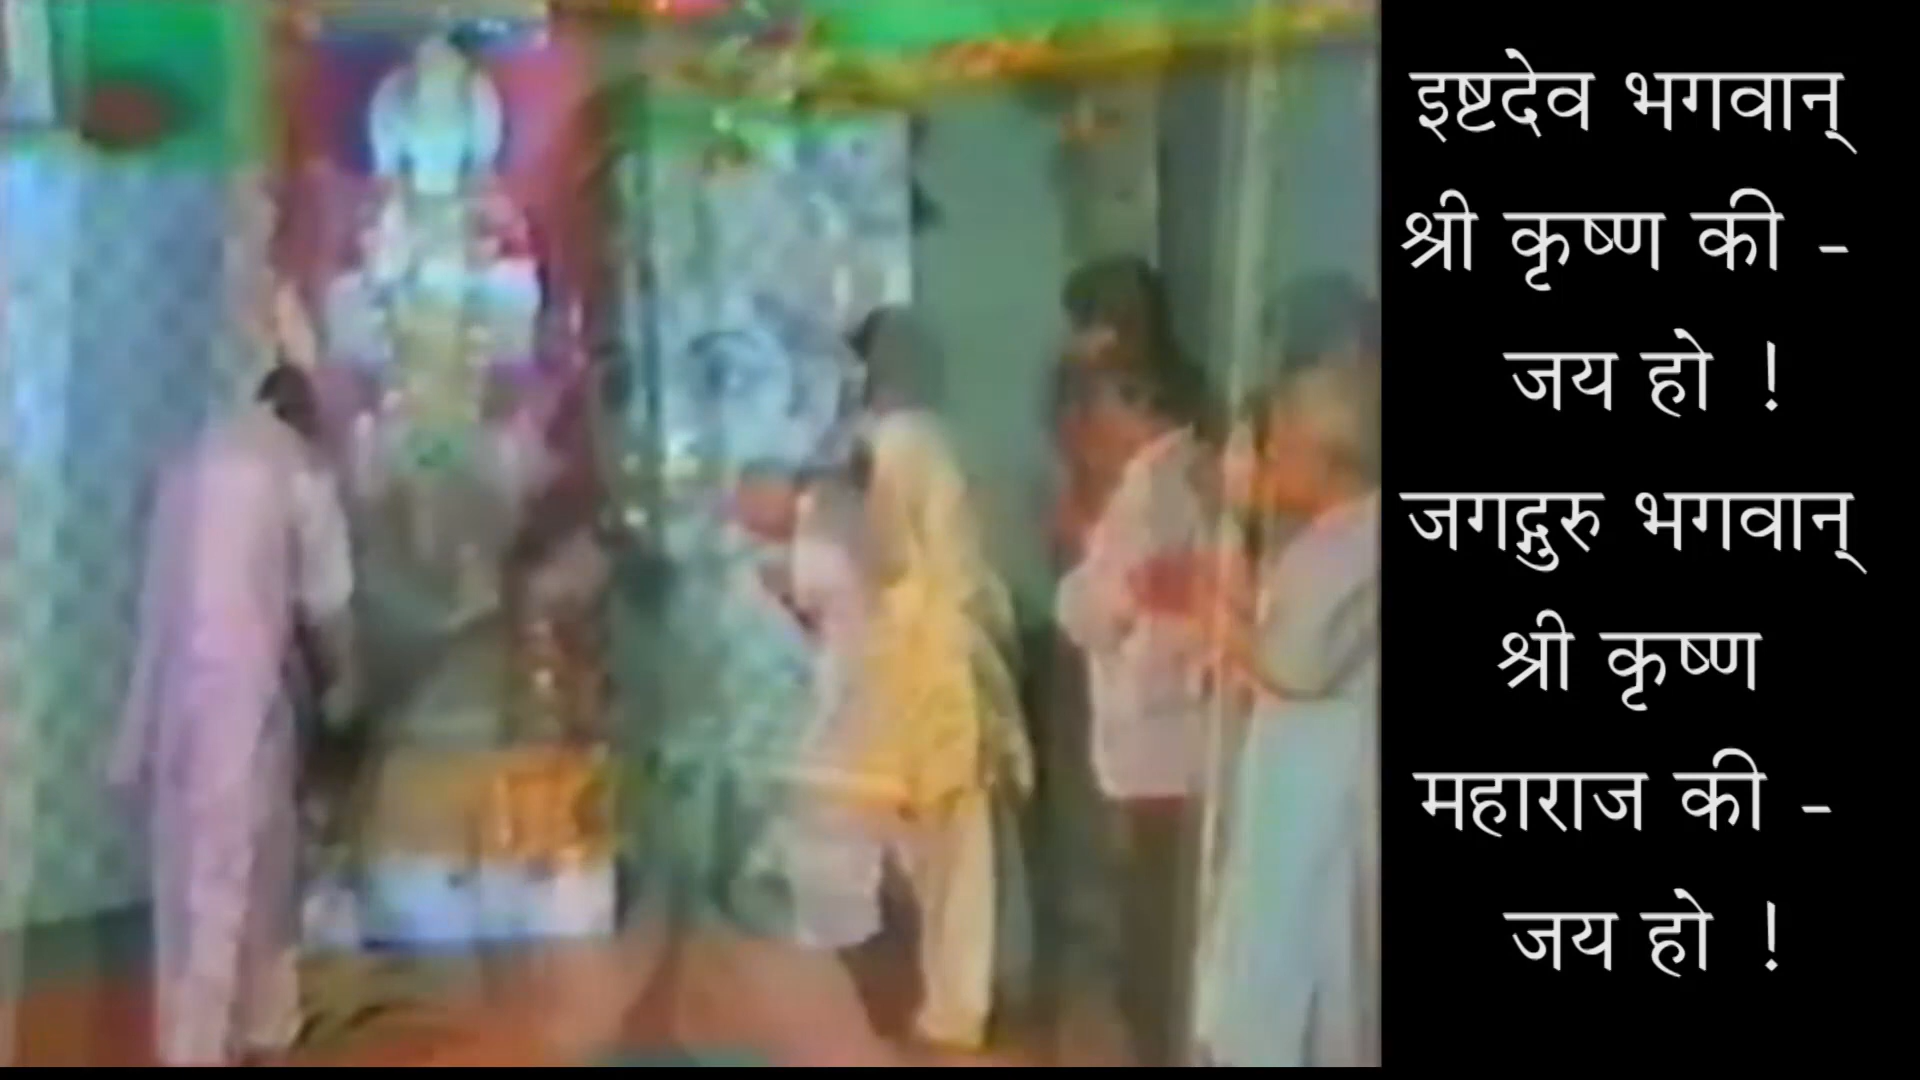 इष्टदेव भगवान्
श्री कृष्ण की -
जय हो !
जगद्गुरु भगवान्
श्री कृष्ण
महाराज की -
जय हो !